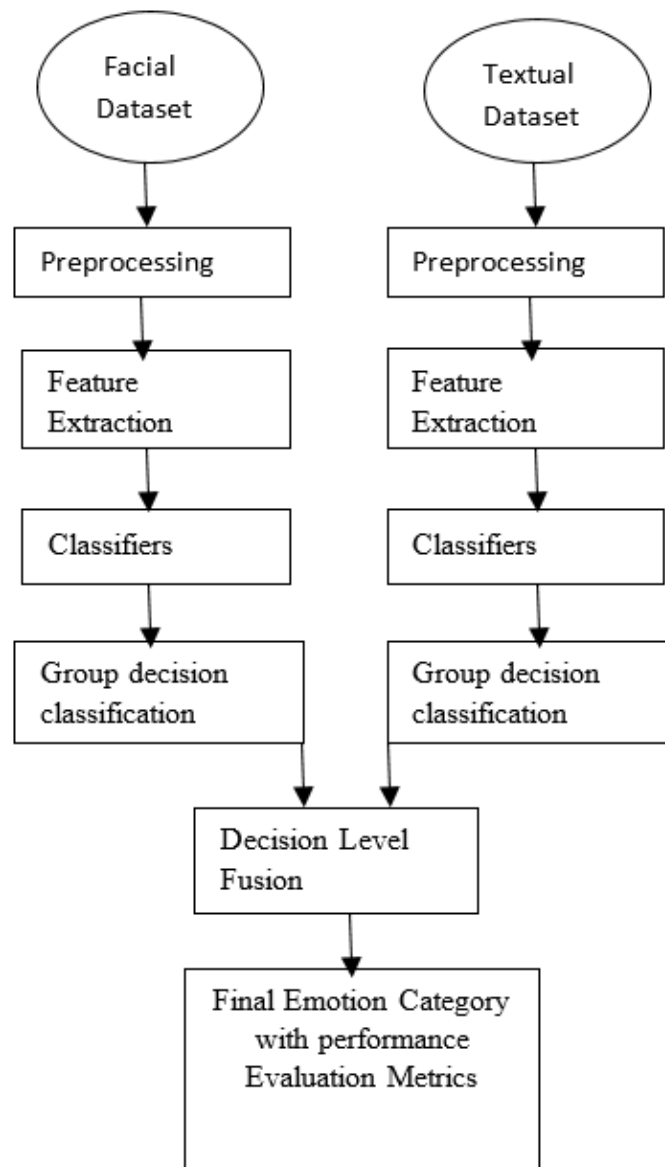 Facial
Dataset
Textual
Dataset
Preprocessing
Preprocessing
Feature
Extraction
Feature
Extraction
Classifiers
Classifiers
Group decision
classification
Group decision
classification
Decision Level
Fusion
Final Emotion Category
with performance
Evaluation Metrics